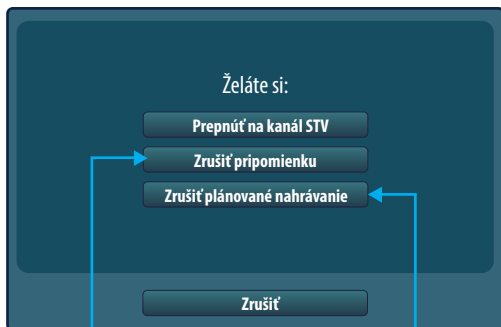 Želáte si:
Prepnúť na kanál STV
Zrušiť pripomienku
Zrušiť plánované nahrávanie
Zrušiť